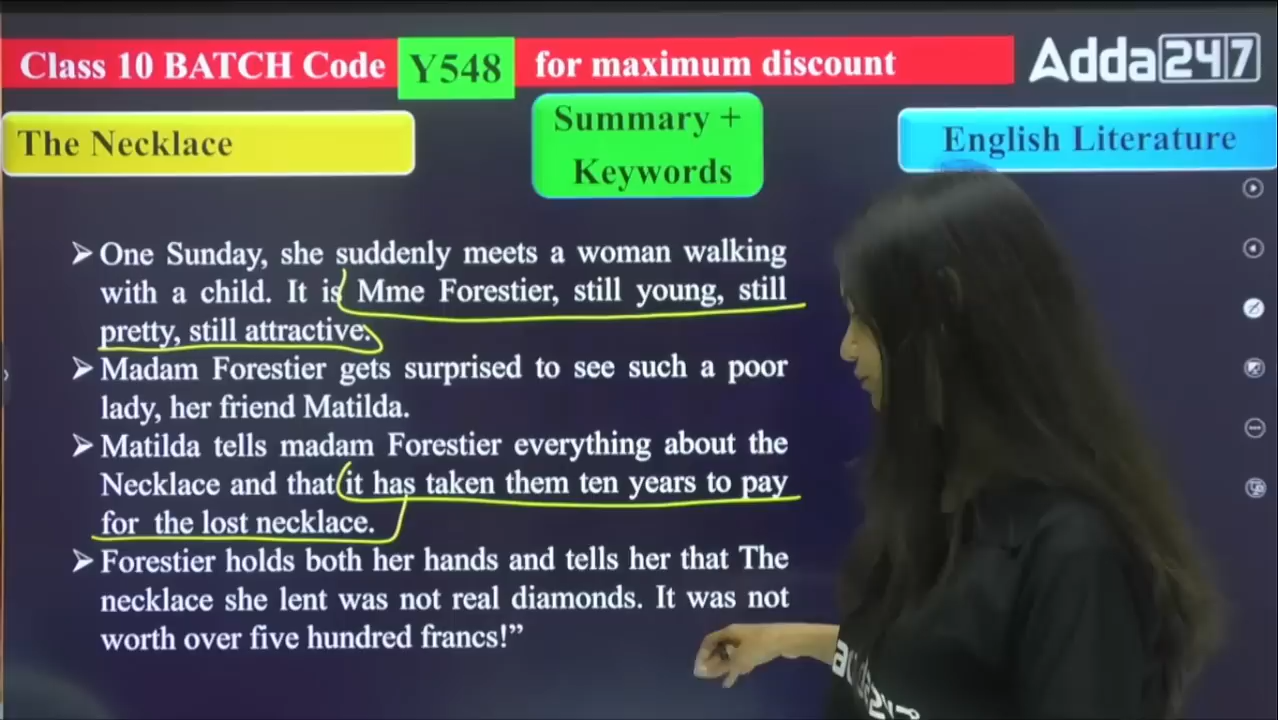 Class 10 BATCH Code Y548 for maximum discount
Adda247
The Necklace
Summary +
Keywords
English Literature
➢ One Sunday, she suddenly meets a woman walking
with a child. It is Mme Forestier, still young, still
pretty, still attractive.
➢ Madam Forestier gets surprised to see such a poor
lady, her friend Matilda.
➢ Matilda tells madam Forestier everything about the
Necklace and that it has taken them ten years to pay
for the lost necklace.
➢ Forestier holds both her hands and tells her that The
necklace she lent was not real diamonds. It was not
worth over five hundred francs!”